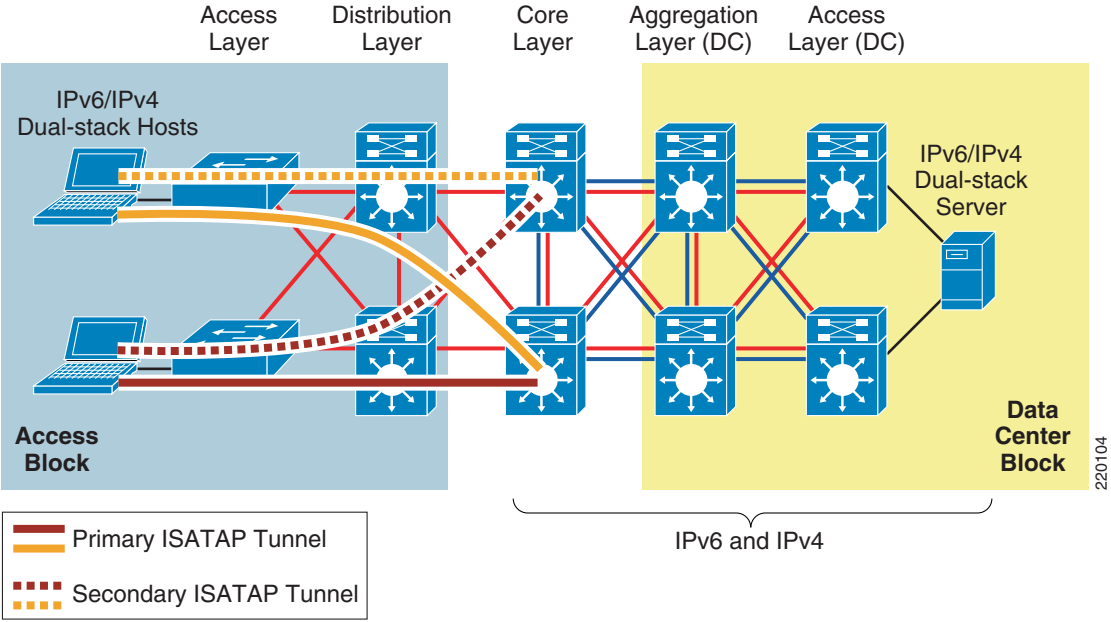 Access
Layer
Distribution
Layer
Core
Layer
Aggregation
Layer (DC)
Access
Layer (DC)
IPv6/IPv4
Dual-stack Hosts
IPv6/IPv4
Dual-stack
Server
Access
Block
Data
Center
Block
220104
IPv6 and IPv4
Primary ISATAP Tunnel
Secondary ISATAP Tunnel